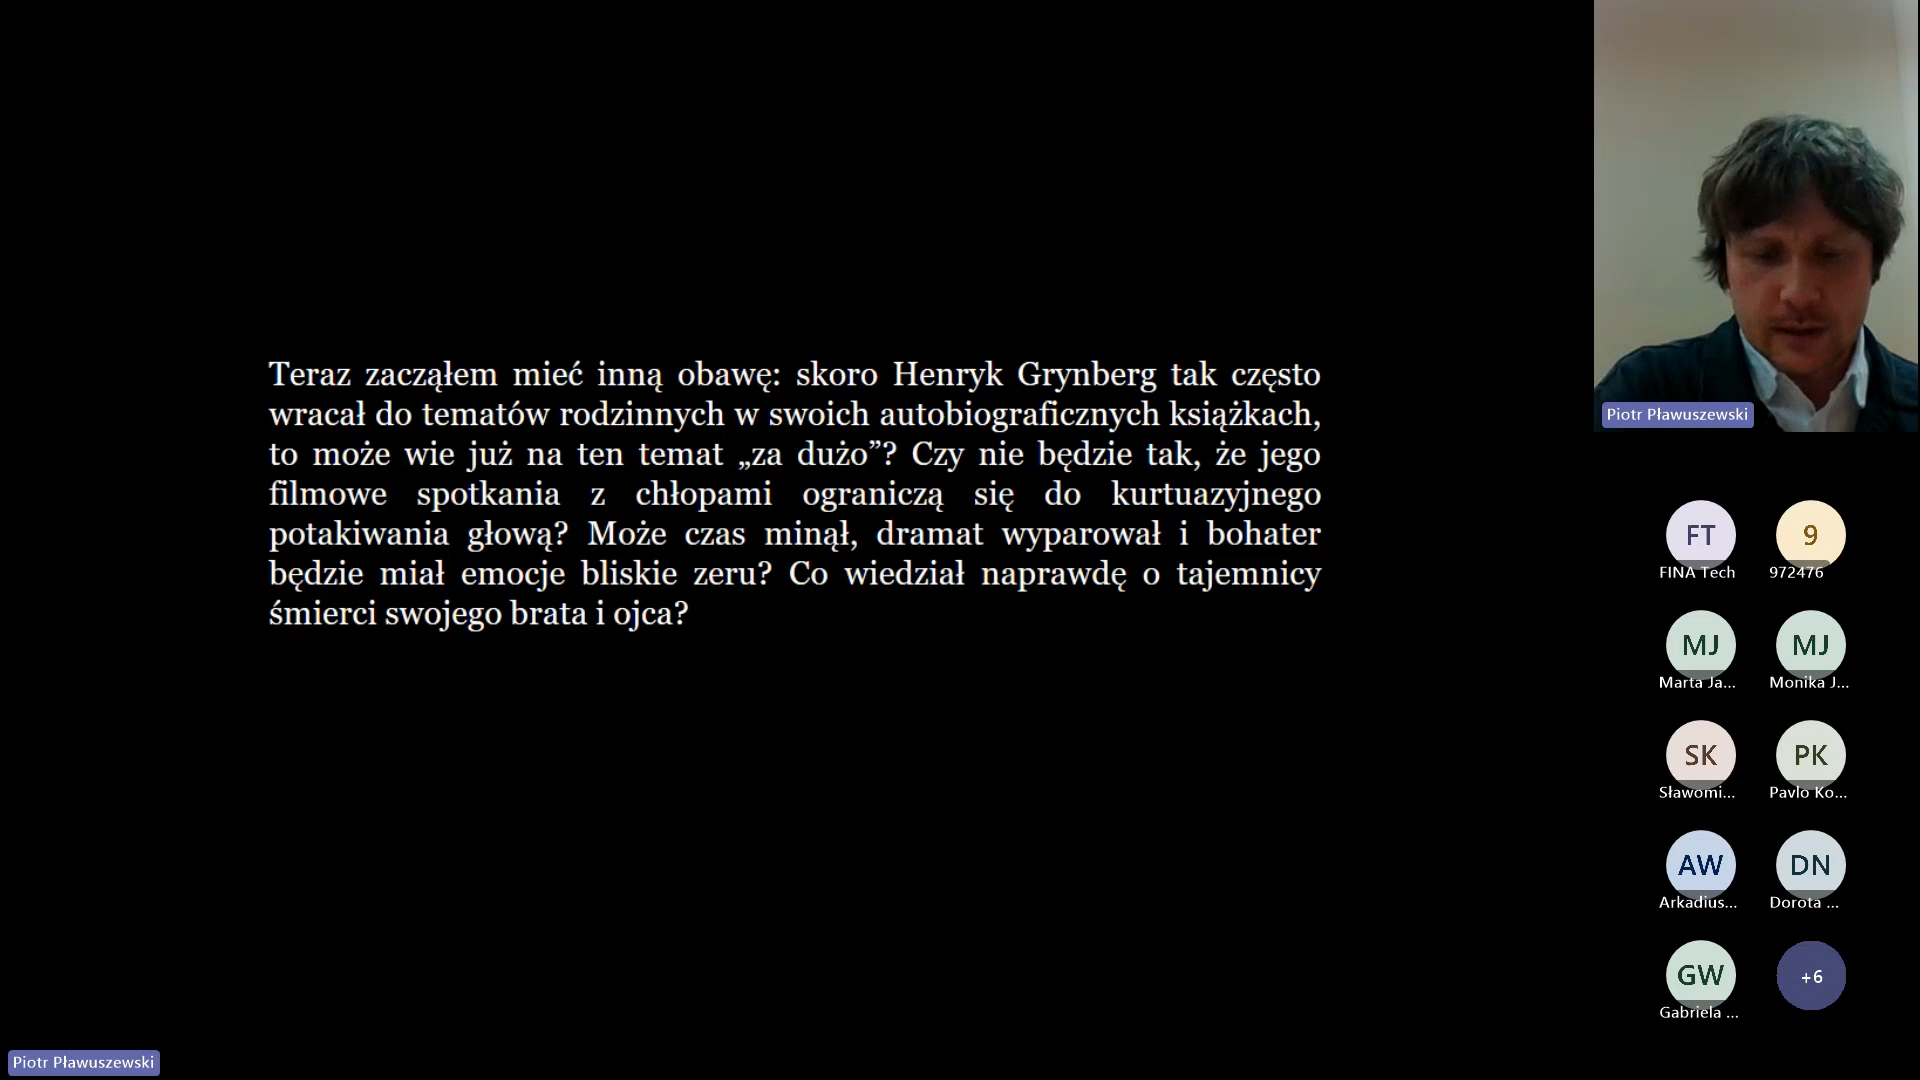 Teraz zacząłem mieć inną obawę: skoro Henryk Grynberg tak często
wracał do tematów rodzinnych w swoich autobiograficznych książkach,
to może wie już na ten temat „za dużo”? Czy nie będzie tak, że jego
filmowe spotkania z chłopami ograniczą się do kurtuazyjnego
potakiwania głową? Może czas minął, dramat wyparował i bohater
będzie miał emocje bliskie zeru? Co wiedział naprawdę o tajemnicy
śmierci swojego brata i ojca?
Piotr Pławuszewski
FT
FINA Tech
9
972476
MJ
Marta Ja...
MJ
Monika J...
SK
Sławomi...
PK
Pavlo Ko...
AW
Arkadius...
DN
Dorota ...
GW
Gabriela ...
+6
Piotr Pławuszewski